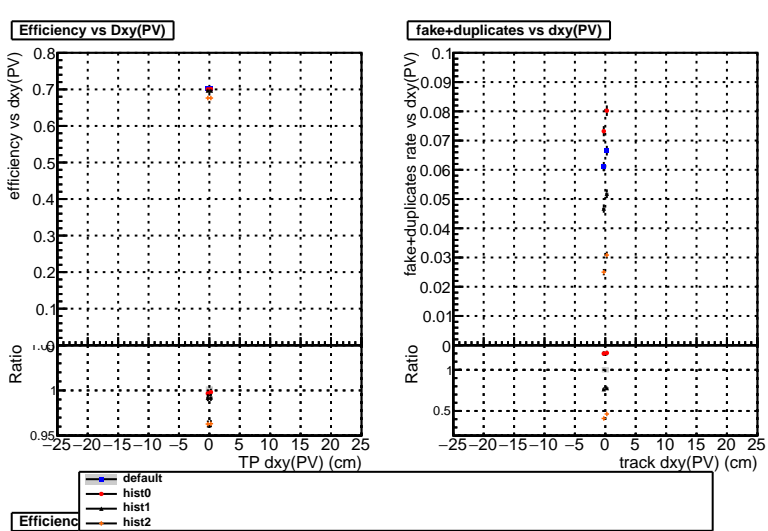 Efficiency vs Dxy(PV)
efficiency vs dxy(PV)
0.8
0.7
0.6
0.5
0.4
0.3
0.2
0.1
0
Ratio
1
0.95
−25 −20 −15 −10 −5 0 5 10 15 20 25
TP dxy(PV) (cm)
fake+duplicates vs dxy(PV)
fake+duplicates rate vs dxy(PV)
0.1
0.09
0.08
0.07
0.06
0.05
0.04
0.03
0.02
0.01
0
Ratio
1
0.5
−25 −20 −15 −10 −5 0 5 10 15 20 25
track dxy(PV) (cm)
default
hist0
hist1
hist2
Efficienc